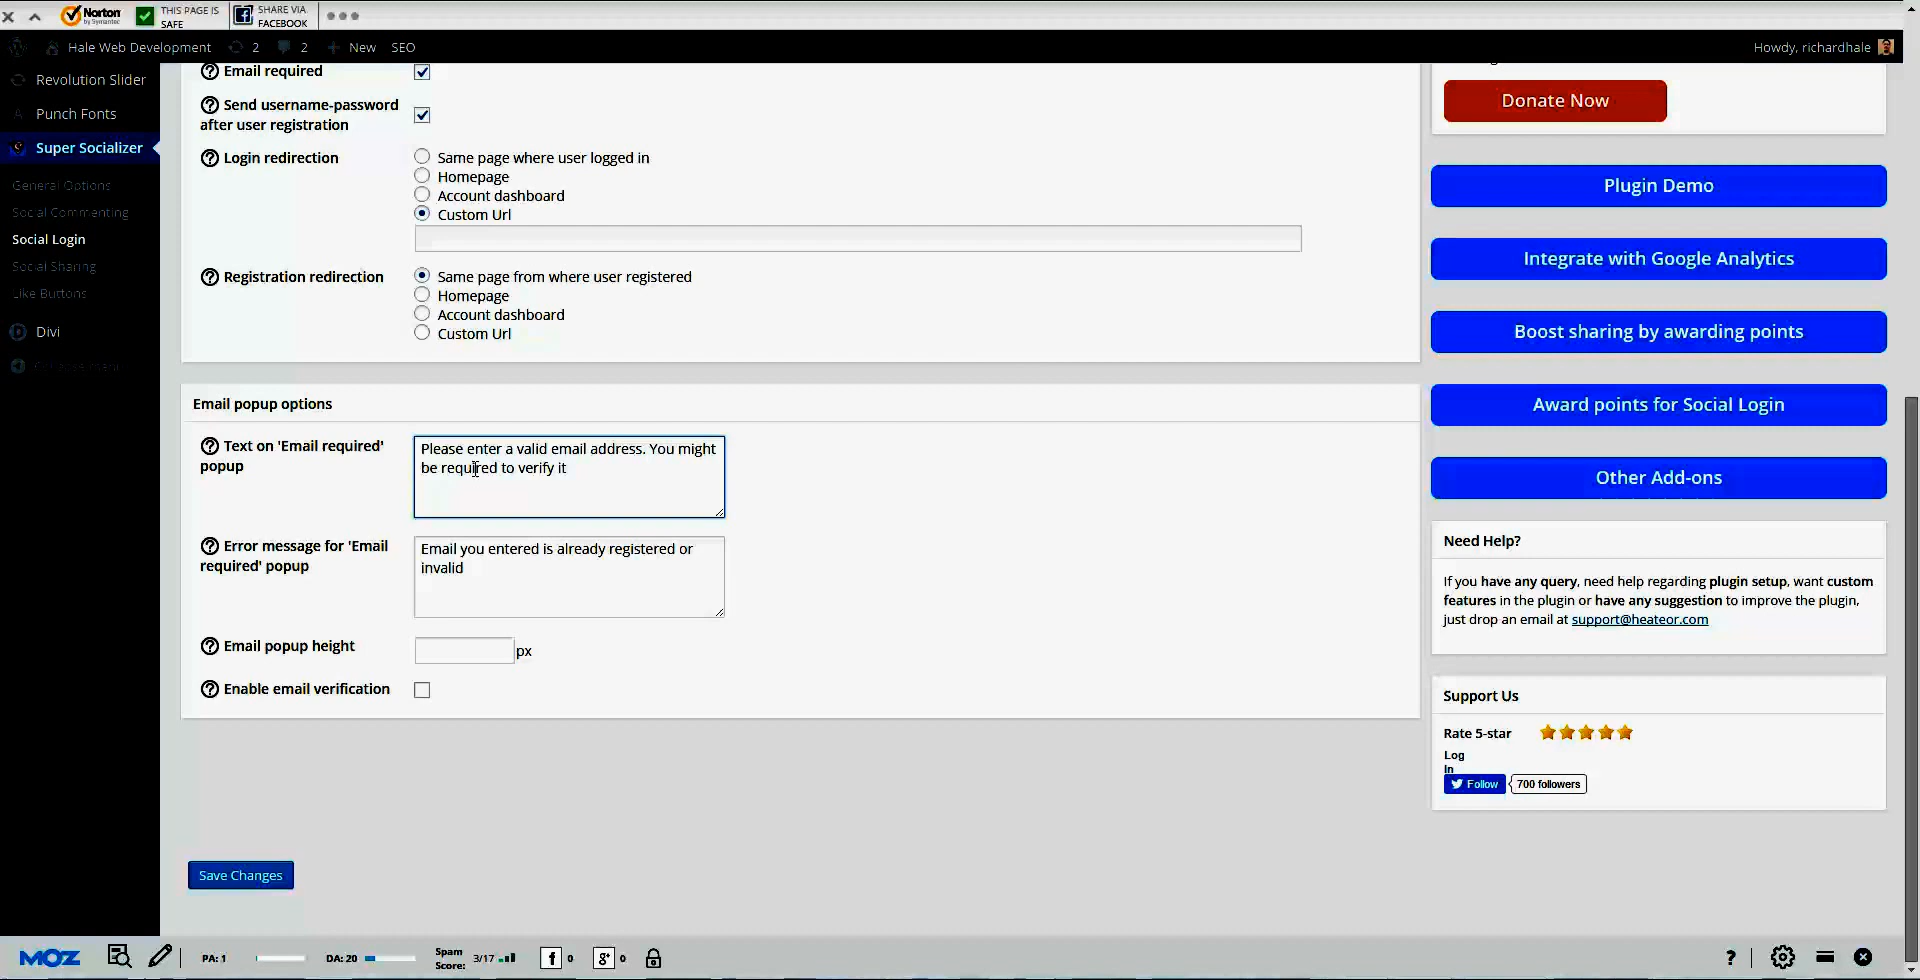 Norton
by Symantec
THIS PAGE IS
SAFE
SHARE VIA
FACEBOOK
Hale Web Development
2
2
New
SEO
Howdy, richardhale
Revolution Slider
Punch Fonts
Super Socializer
General Options
Social Commenting
Social Login
Social Sharing
Like Buttons
Divi
Email required
Send username-password
after user registration
Login redirection
Same page where user logged in
Homepage
Account dashboard
Custom Url
Registration redirection
Same page from where user registered
Homepage
Account dashboard
Custom Url
Email popup options
Text on 'Email required'
popup
Please enter a valid email address. You might
be required to verify it
Error message for 'Email
required' popup
Email you entered is already registered or
invalid
Email popup height
px
Enable email verification
Save Changes
Donate Now
Plugin Demo
Integrate with Google Analytics
Boost sharing by awarding points
Award points for Social Login
Other Add-ons
Need Help?
If you have any query, need help regarding plugin setup, want custom
features in the plugin or have any suggestion to improve the plugin,
just drop an email at support@heateor.com
Support Us
Rate 5-star
Log
In
Follow
700 followers
MOZ
PA: 1
DA: 20
Spam
Score:
3/17
f 0
g+ 0
?